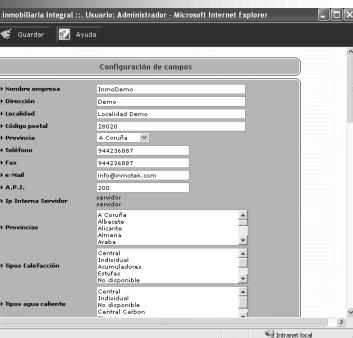 inmobiliaria integral ::. Usuario: Administrador - Microsoft Internet Explorer
Guardar Ayuda
Configuración de campos
Nombre empresa InmoDemo
Dirección Demo
Localidad Localidad Demo
Código postal 28020
Provincia A Coruña
Teléfono 944236887
Fax 944236887
e-Mail info@inmotek.com
A.P.I. 200
Ip Interna Servidor servidor
servidor
Provincias A Coruña
Albacete
Alicante
Almeria
Araba
Tipos Calefacción Central
Individual
Acumuladores
Estufas
No disponible
Tipos agua caliente Central
Individual
No disponible
Central Carbon
Intranet local